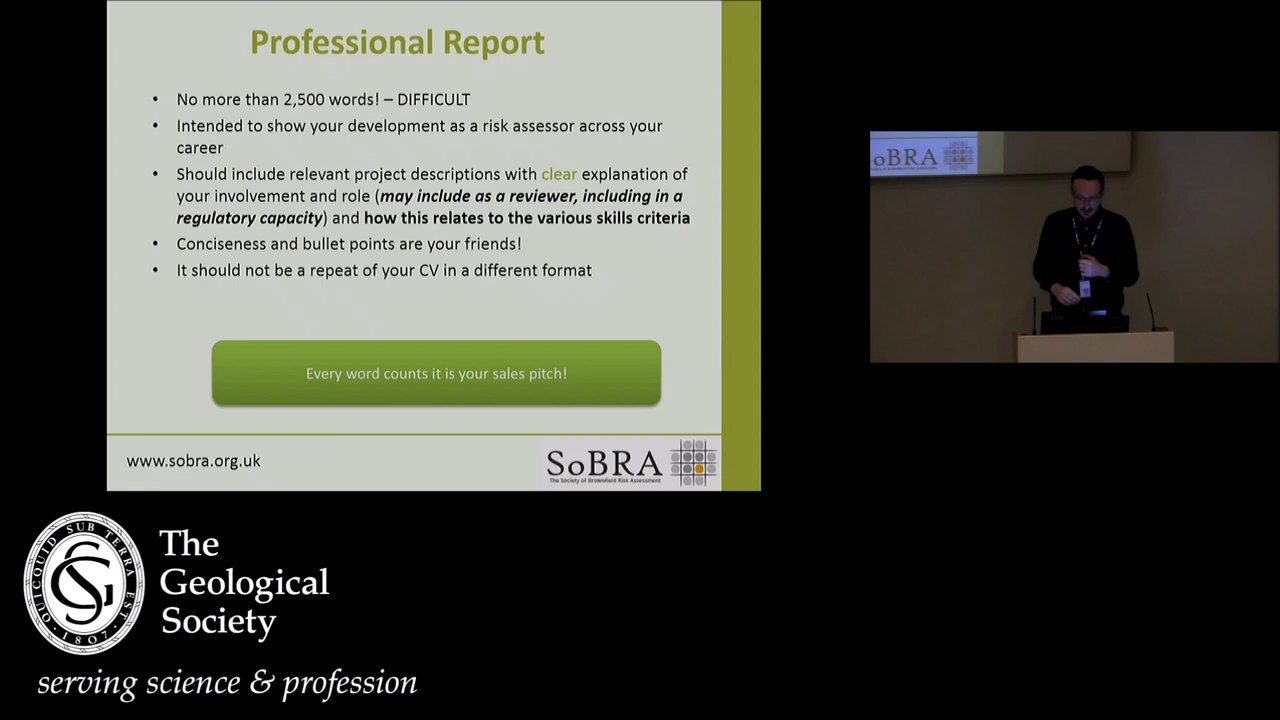 Professional Report
• No more than 2,500 words! – DIFFICULT
• Intended to show your development as a risk assessor across your
career
• Should include relevant project descriptions with clear explanation of
your involvement and role (may include as a reviewer, including in a
regulatory capacity) and how this relates to the various skills criteria
• Conciseness and bullet points are your friends!
• It should not be a repeat of your CV in a different format
Every word counts it is your sales pitch!
www.sobra.org.uk
SoBRA
The Society of Brownfield Risk Assessment
oBRA
QUICQUID SUB TERRA EST
1807
The
Geological
Society
serving science & profession